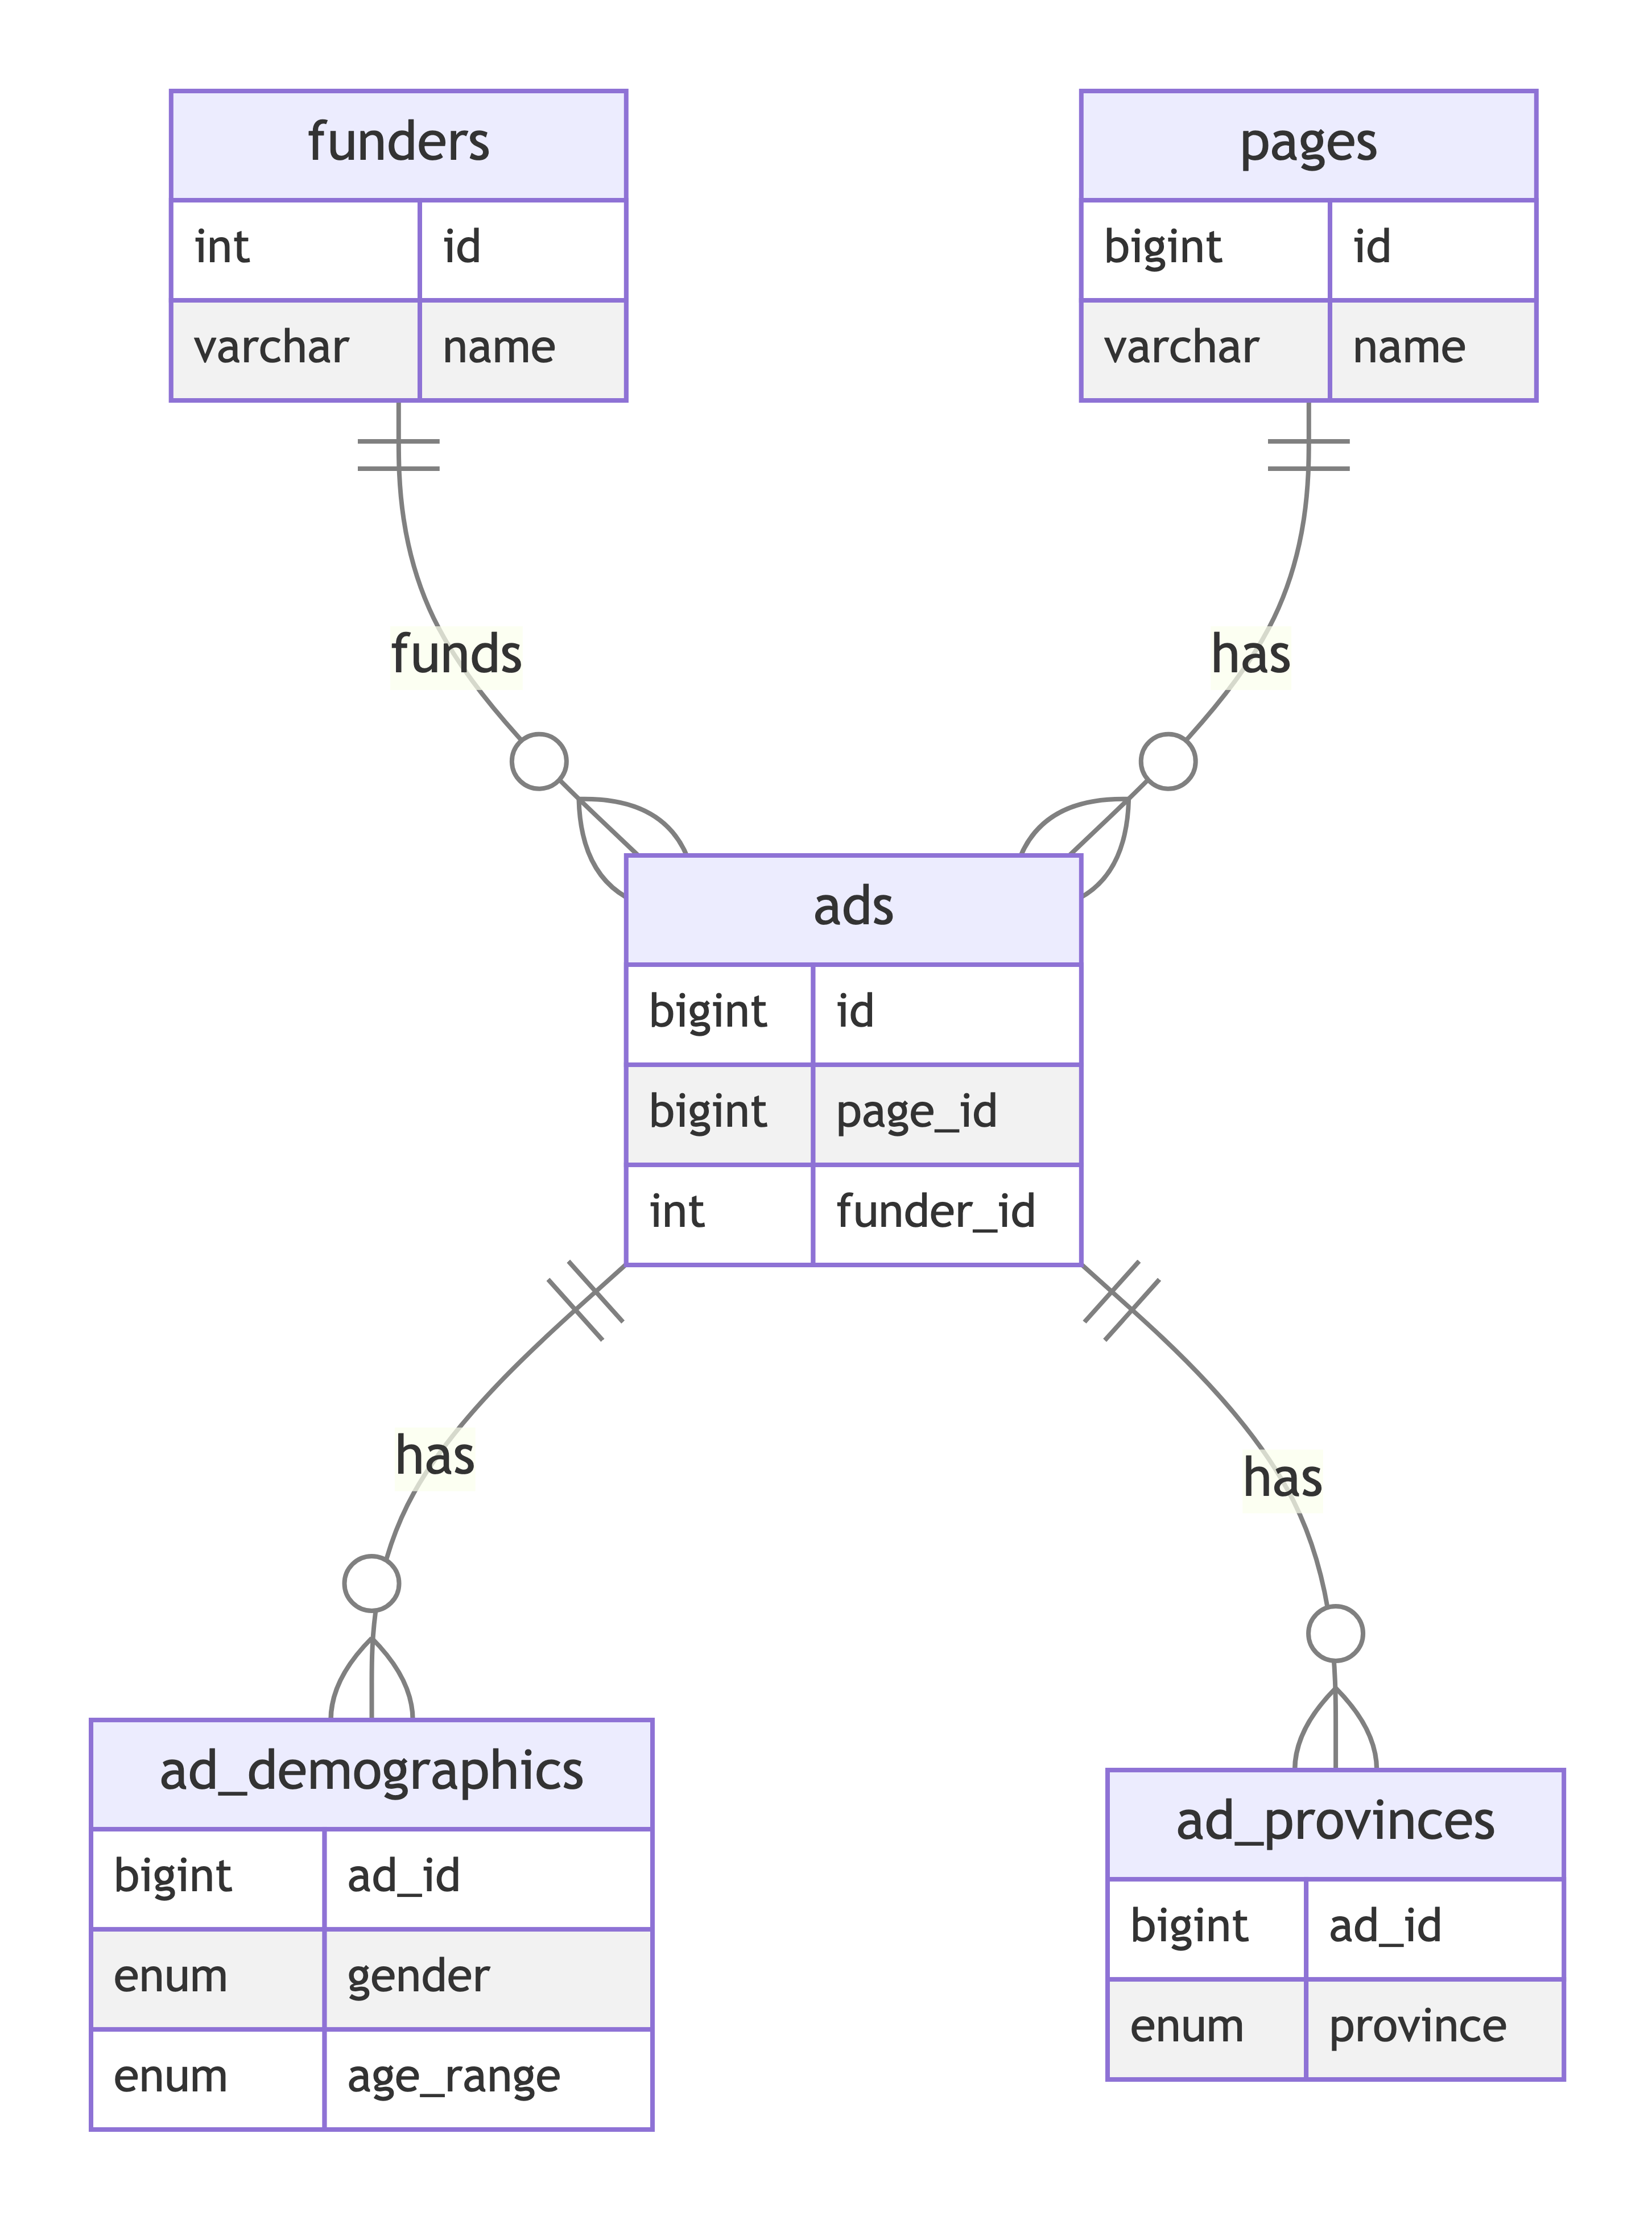 funders
int id
varchar name
pages
bigint id
varchar name
funds
has
ads
bigint id
bigint page_id
int funder_id
has
has
ad_demographics
bigint ad_id
enum gender
enum age_range
ad_provinces
bigint ad_id
enum province